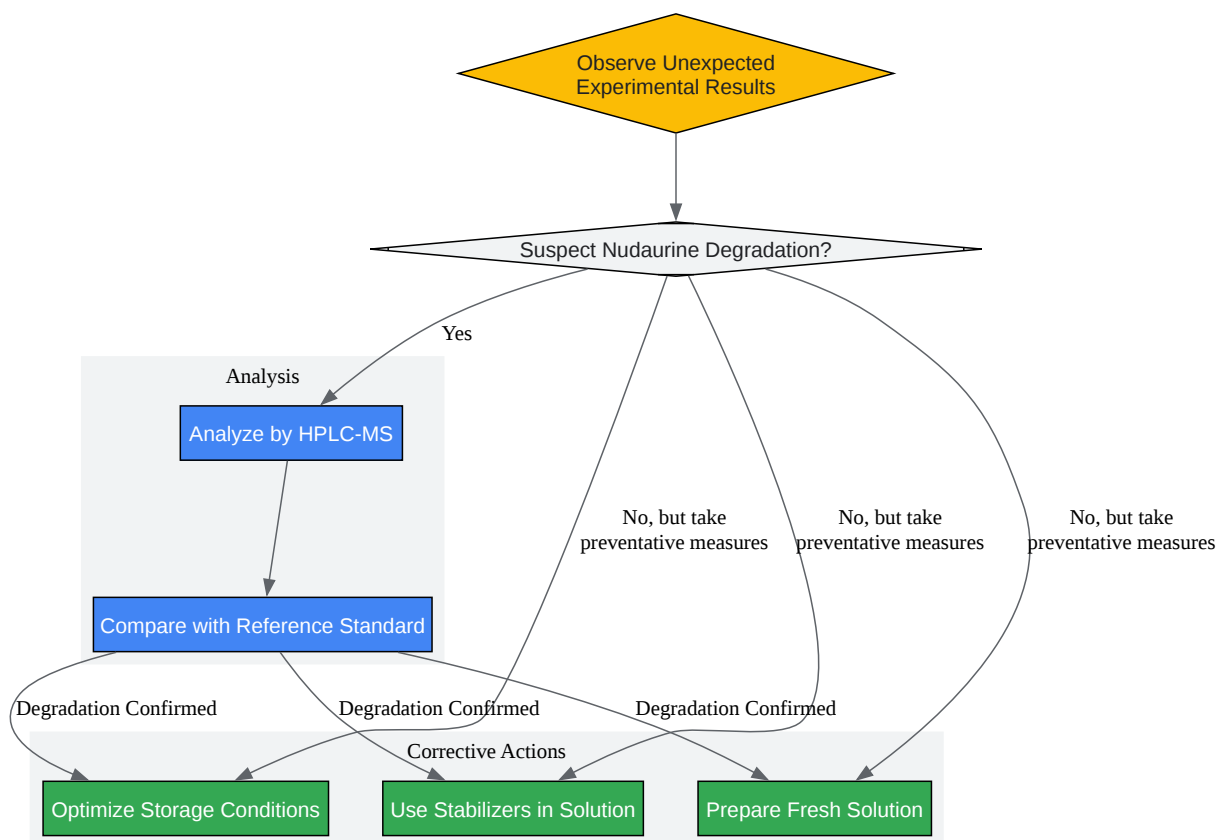 Observe Unexpected
Experimental Results
Suspect Nudaurine Degradation?
Yes
Analysis
Analyze by HPLC-MS
No, but take
preventative measures
No, but take
preventative measures
No, but take
preventative measures
Compare with Reference Standard
Degradation Confirmed
Degradation Confirmed
Degradation Confirmed
Corrective Actions
Optimize Storage Conditions
Use Stabilizers in Solution
Prepare Fresh Solution